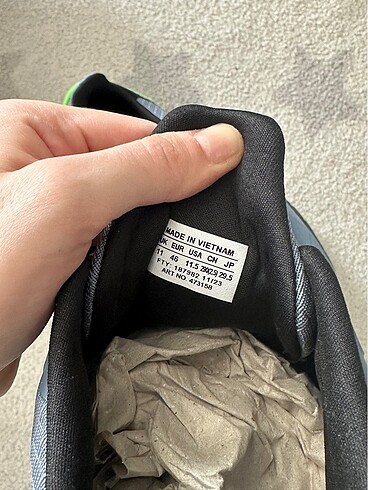 MADE IN VIETNAM
UK EUR USA CN JP
11 46 11.5 290(2.5) 29.5
FTY: 187982 11/23
ART NO. 473158